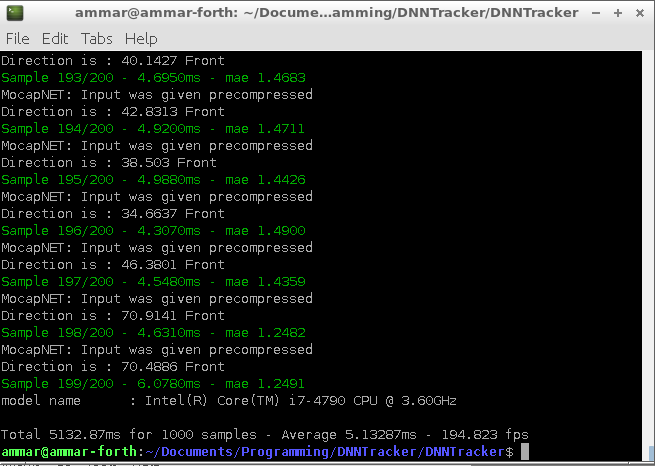 ammar@ammar-forth: ~/Docume...amming/DNNTracker/DNNTracker
File Edit Tabs Help
Direction is : 40.1427 Front
Sample 193/200 - 4.6950ms - mae 1.4683
MocapNET: Input was given precompressed
Direction is : 42.8313 Front
Sample 194/200 - 4.9200ms - mae 1.4711
MocapNET: Input was given precompressed
Direction is : 38.503 Front
Sample 195/200 - 4.9880ms - mae 1.4426
MocapNET: Input was given precompressed
Direction is : 34.6637 Front
Sample 196/200 - 4.3070ms - mae 1.4900
MocapNET: Input was given precompressed
Direction is : 46.3801 Front
Sample 197/200 - 4.5480ms - mae 1.4359
MocapNET: Input was given precompressed
Direction is : 70.9141 Front
Sample 198/200 - 4.6310ms - mae 1.2482
MocapNET: Input was given precompressed
Direction is : 70.4886 Front
Sample 199/200 - 6.0780ms - mae 1.2491
model name      : Intel(R) Core(TM) i7-4790 CPU @ 3.60GHz
Total 5132.87ms for 1000 samples - Average 5.13287ms - 194.823 fps
ammar@ammar-forth:~/Documents/Programming/DNNTracker/DNNTracker$